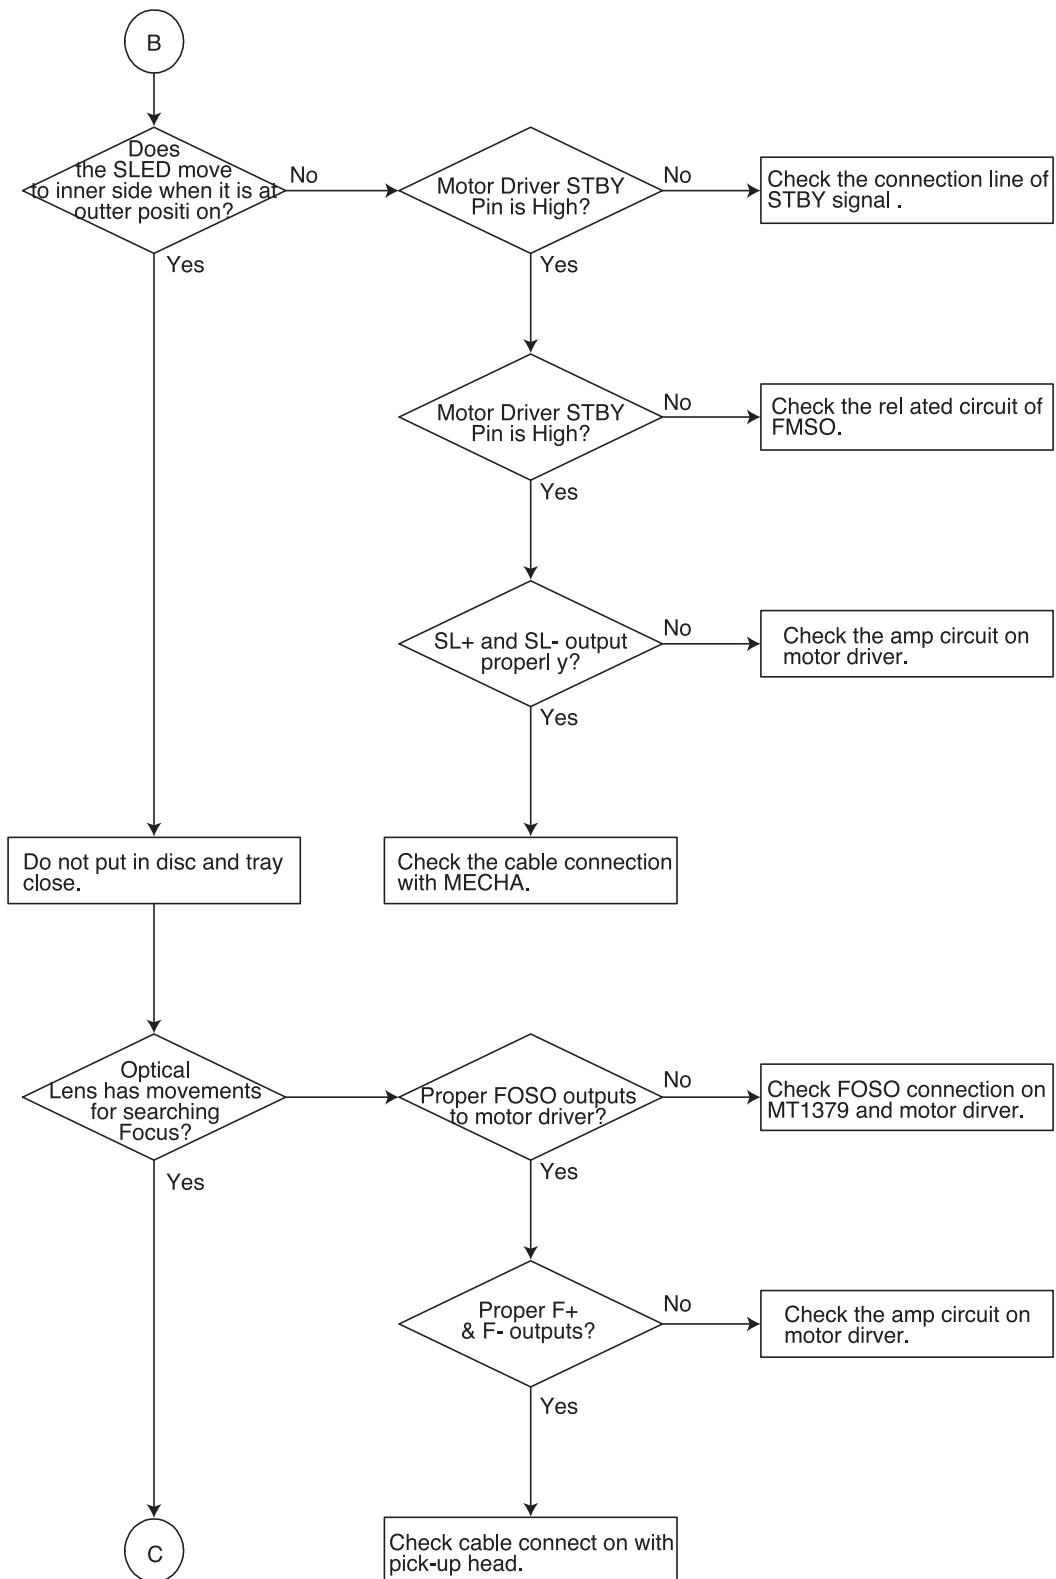 B
Does
the SLED move
to inner side when it is at
outter positi on?
No
Motor Driver STBY
Pin is High?
No
Check the connection line of
STBY signal .
Yes
Yes
Motor Driver STBY
Pin is High?
No
Check the rel ated circuit of
FMSO.
Yes
SL+ and SL- output
properl y?
No
Check the amp circuit on
motor driver.
Yes
Do not put in disc and tray
close.
Check the cable connection
with MECHA.
Optical
Lens has movements
for searching
Focus?
Proper FOSO outputs
to motor driver?
No
Check FOSO connection on
MT1379 and motor dirver.
Yes
Yes
Proper F+
& F- outputs?
No
Check the amp circuit on
motor dirver.
Yes
C
Check cable connect on with
pick-up head.